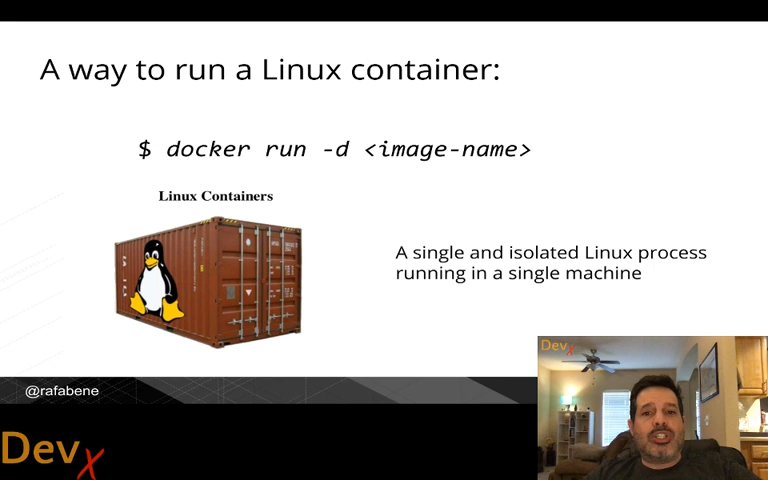 A way to run a Linux container:
$ docker run -d <image-name>
Linux Containers
A single and isolated Linux process
running in a single machine
@rafabene
Devx
Devx